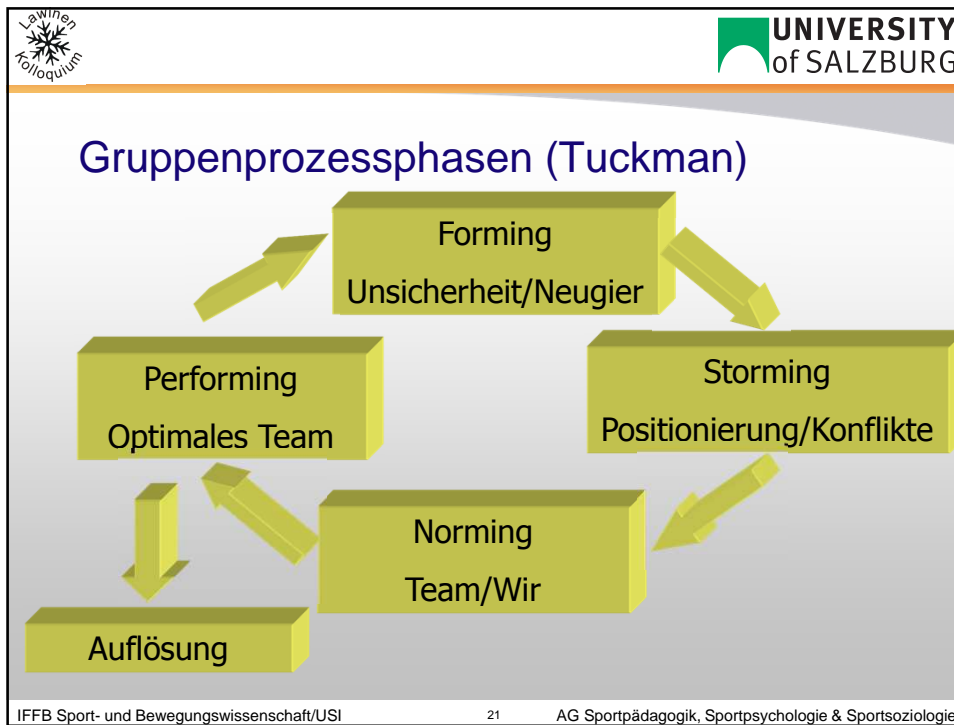 Lawinen
Kolloquium
UNIVERSITY
of SALZBURG
Gruppenprozessphasen (Tuckman)
Forming
Unsicherheit/Neugier
Storming
Positionierung/Konflikte
Performing
Optimales Team
Norming
Team/Wir
Auflösung
IFFB Sport- und Bewegungswissenschaft/USI
21
AG Sportpädagogik, Sportpsychologie & Sportsoziologie